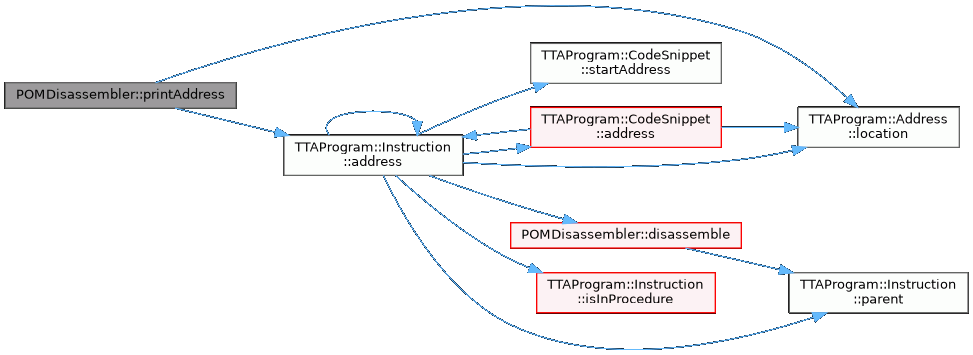 POMDisassembler::printAddress
TTAProgram::Instruction
::address
TTAProgram::CodeSnippet
::startAddress
TTAProgram::CodeSnippet
::address
TTAProgram::Address
::location
POMDisassembler::disassemble
TTAProgram::Instruction
::isInProcedure
TTAProgram::Instruction
::parent